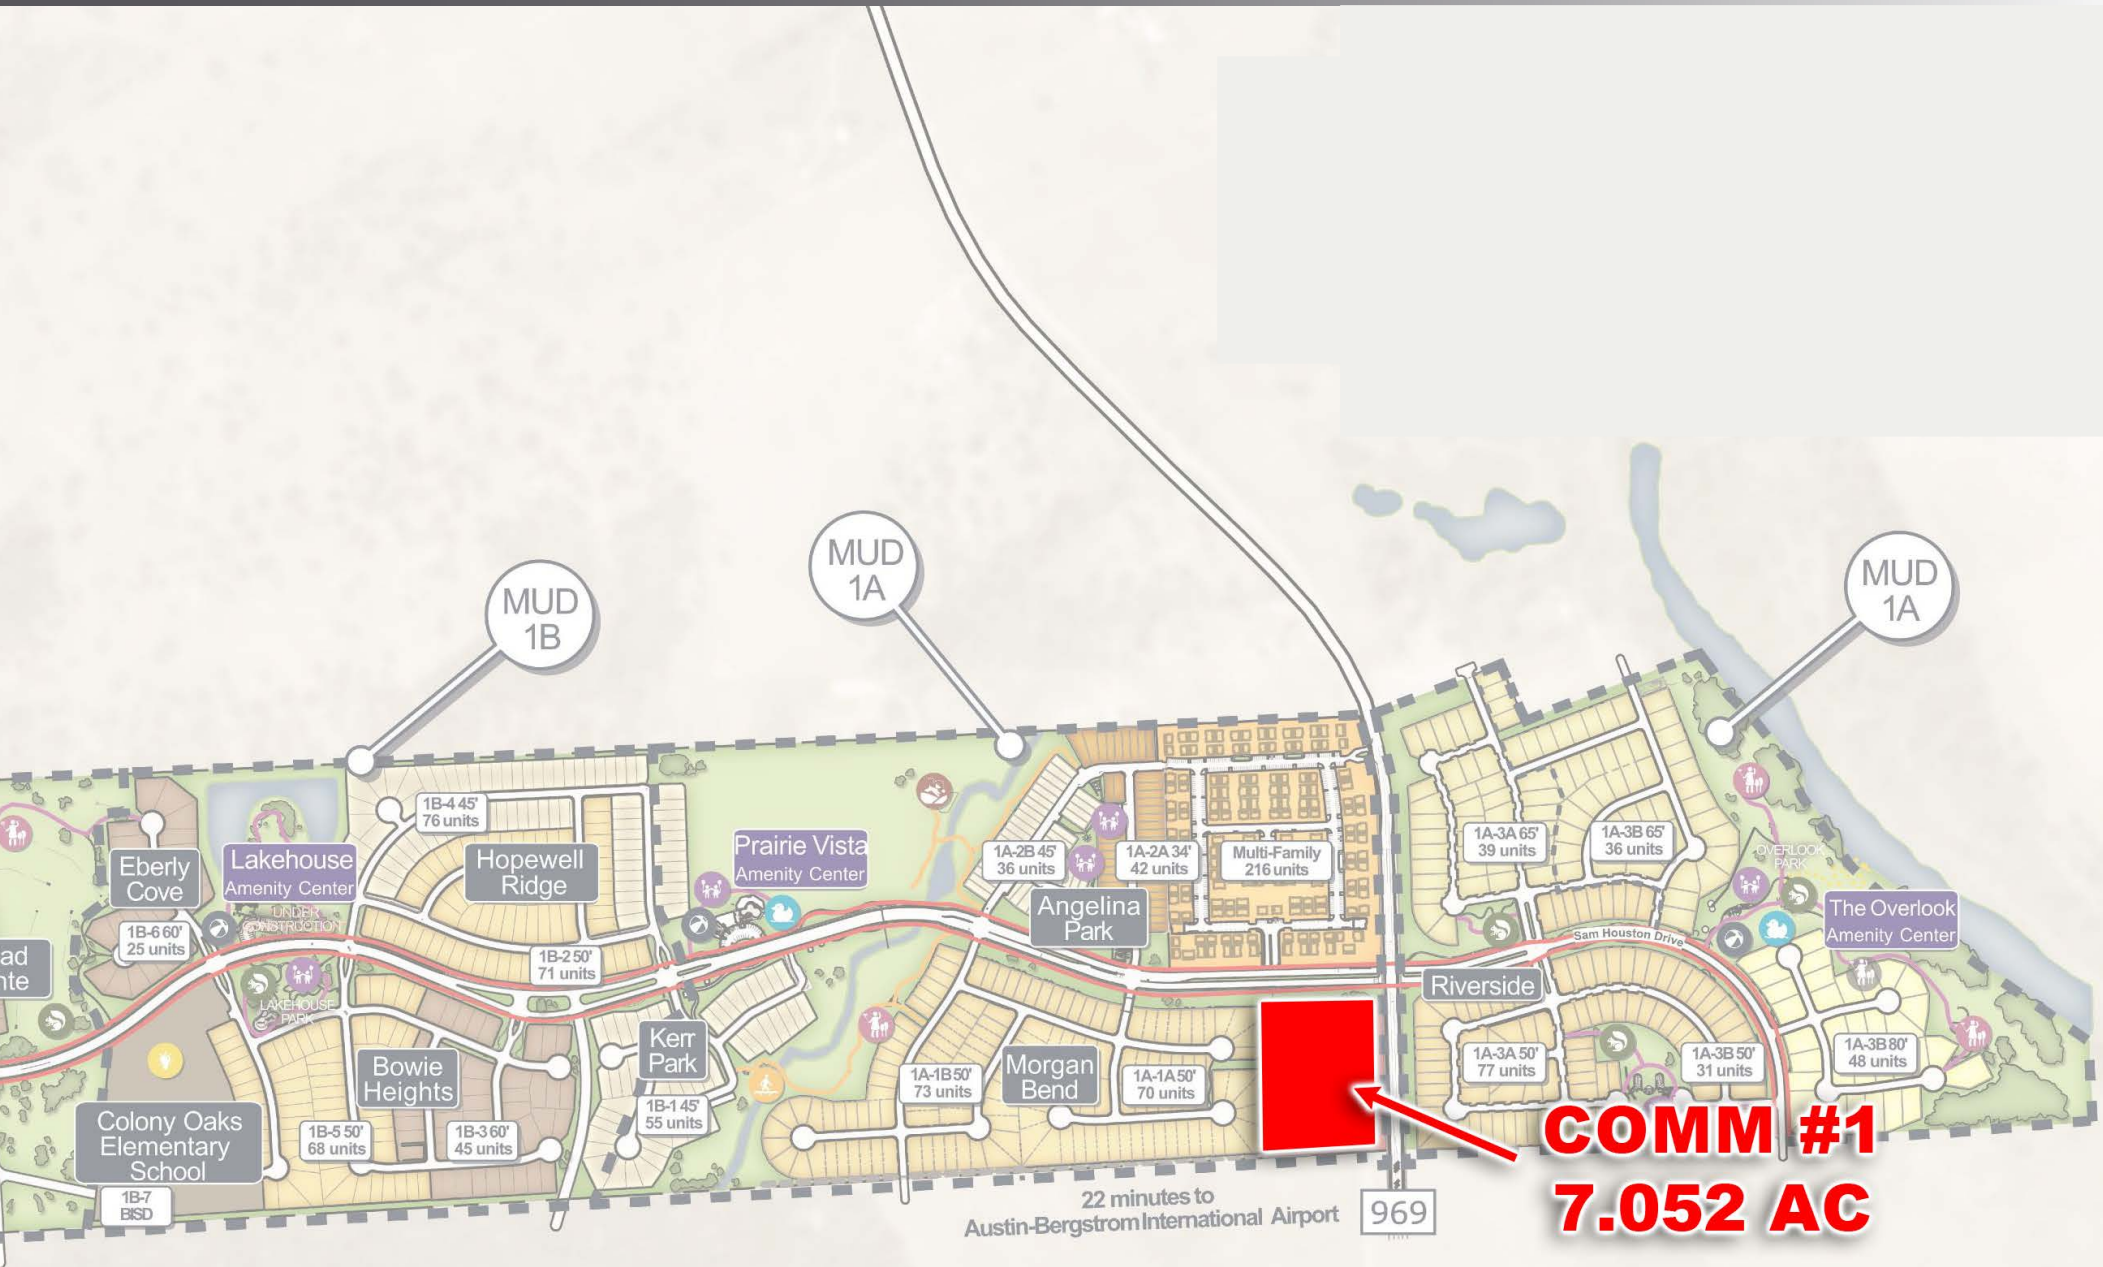 MUD
1B
MUD
1A
MUD
1A
1B-4 45'
76 units
Eberly
Cove
Lakehouse
Amenity Center
UNDER
CONSTRUCTION
Hopewell
Ridge
Prairie Vista
Amenity Center
1B-6 60'
25 units
1B-2 50'
71 units
ad
nte
LAKEHOUSE
PARK
Bowie
Heights
Kerr
Park
Colony Oaks
Elementary
School
1B-5 50'
68 units
1B-3 60'
45 units
1B-1 45'
55 units
1B-7
BISD
1A-2B 45'
36 units
1A-2A 34'
42 units
Multi-Family
216 units
Angelina
Park
1A-1B 50'
73 units
Morgan
Bend
1A-1A 50'
70 units
1A-3A 65'
39 units
1A-3B 65'
36 units
OVERLOOK
PARK
The Overlook
Amenity Center
Sam Houston Drive
Riverside
1A-3A 50'
77 units
1A-3B 50'
31 units
1A-3B 80'
48 units
COMM #1
7.052 AC
22 minutes to
Austin-Bergstrom International Airport
969